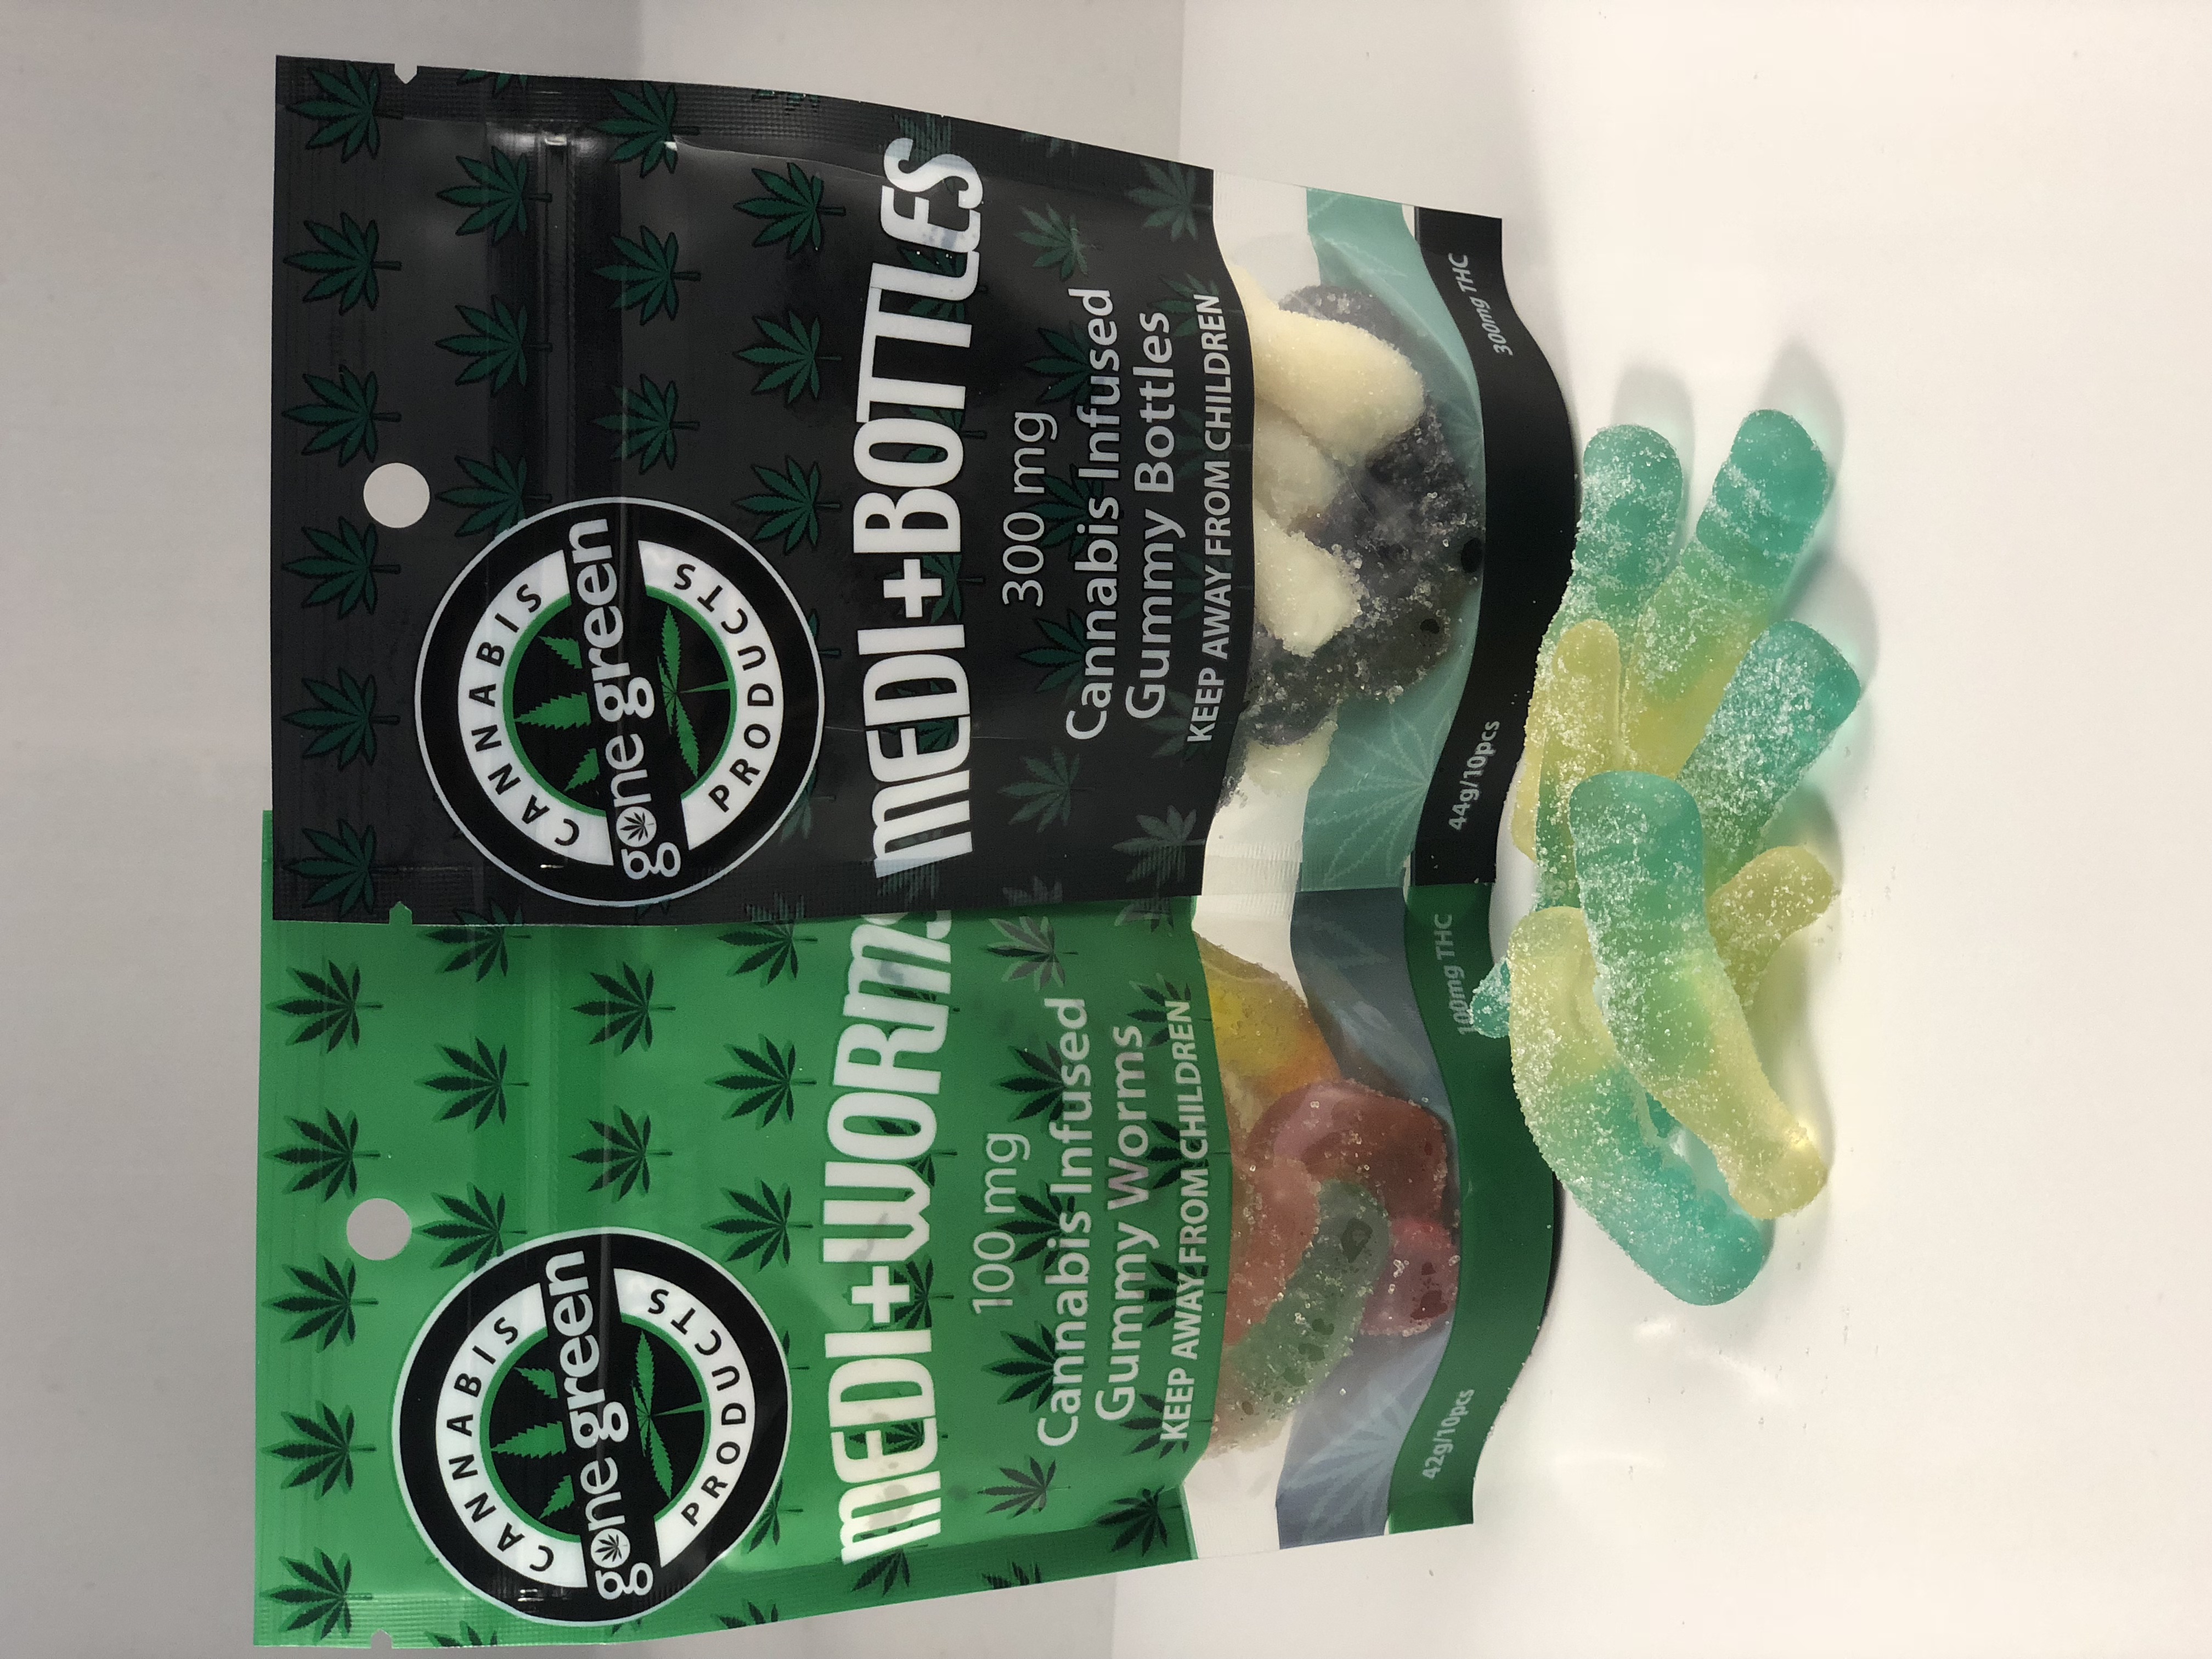 CANNABIS
gone green
PRODUCTS
MEDI+WORMS
100 mg
Cannabis Infused
Gummy Worms
KEEP AWAY FROM CHILDREN
42g/10pcs
100mg THC
CANNABIS
gone green
PRODUCTS
MEDI+BOTTLES
300 mg
Cannabis Infused
Gummy Bottles
KEEP AWAY FROM CHILDREN
44g/10pcs
300mg THC